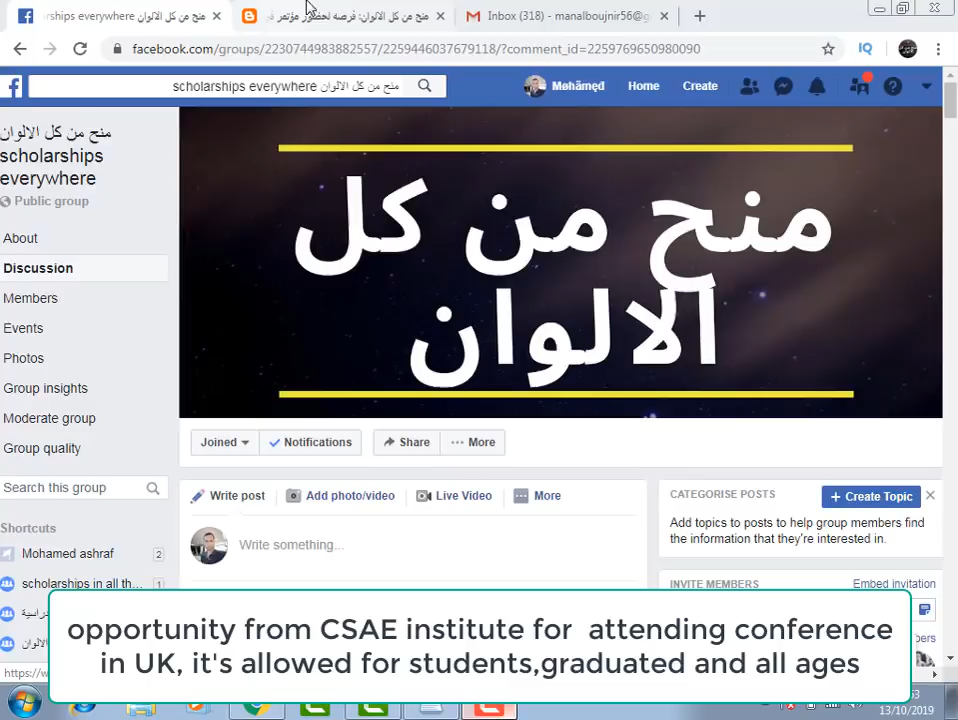 scholarships everywhere منح من كل الالوان
منح من كل الالوان: فرصة لحضور مؤتمر في
Inbox (318) - manalboujnir56@g
facebook.com/groups/2230744983882557/2259446037679118/?comment_id=2259769650980090
IQ
scholarships everywhere منح من كل الالوان
Mohämęd
Home
Create
منح من كل الالوان
scholarships
everywhere
Public group
About
Discussion
Members
Events
Photos
Group insights
Moderate group
Group quality
Search this group
Shortcuts
Mohamed ashraf
2
scholarships in all th...
1
منح من كل
الالوان
Joined
Notifications
Share
More
Write post
Add photo/video
Live Video
More
Write something...
CATEGORISE POSTS
Create Topic
Add topics to posts to help group members find
the information that they're interested in.
INVITE MEMBERS
Embed invitation
opportunity from CSAE institute for attending conference
in UK, it's allowed for students,graduated and all ages
13/10/2019